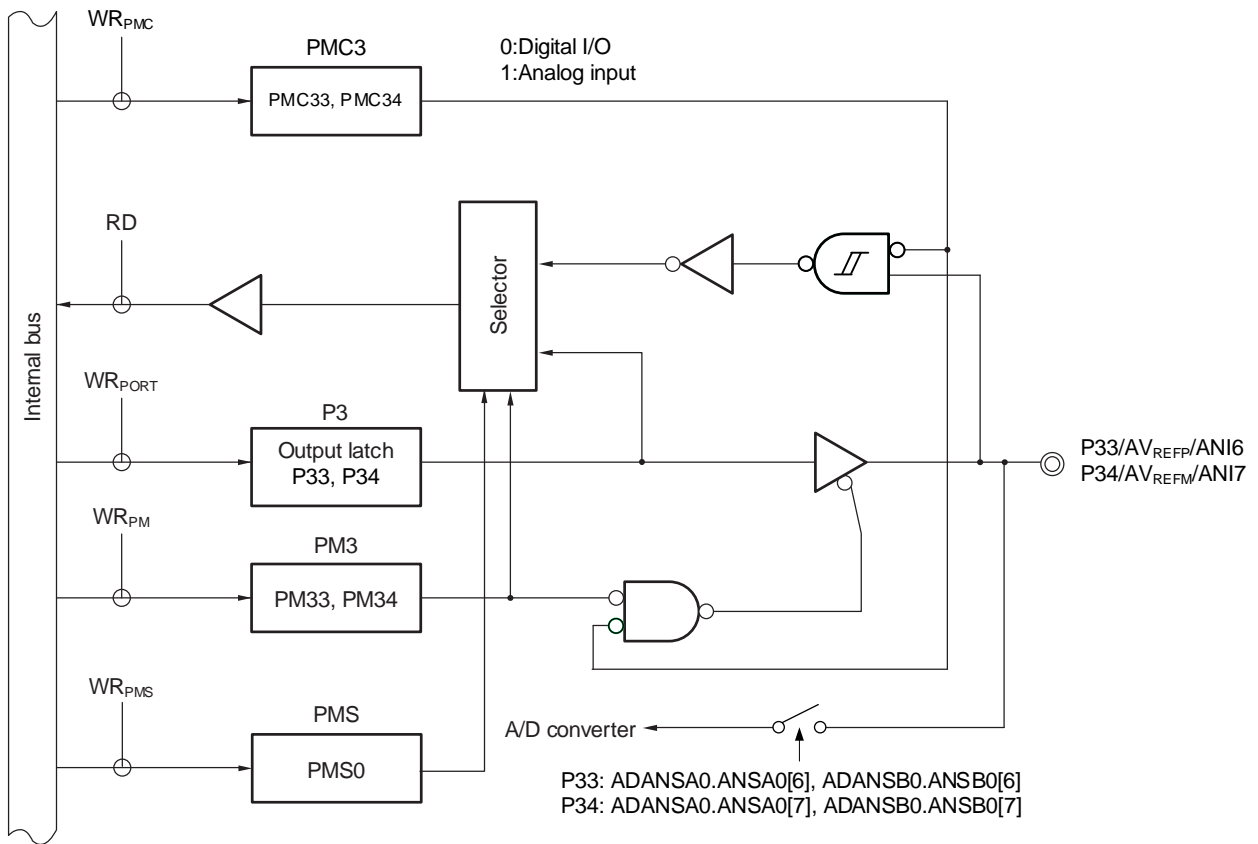 WRPMC
PMC3
0:Digital I/O
1:Analog input
PMC33, PMC34
RD
Selector
Internal bus
WRPORT
P3
Output latch
P33, P34
P33/AVREFP/ANI6
P34/AVREFM/ANI7
WRPM
PM3
PM33, PM34
WRPMS
PMS
PMS0
A/D converter
P33: ADANSA0.ANSA0[6], ADANSB0.ANSB0[6]
P34: ADANSA0.ANSA0[7], ADANSB0.ANSB0[7]